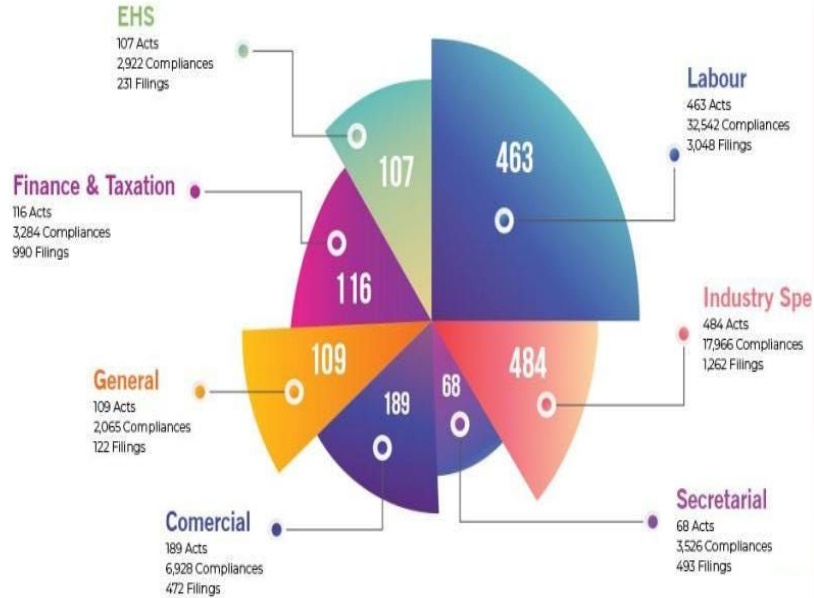 EHS
107 Acts
2,922 Compliances
231 Filings
107
463
Labour
463 Acts
32,542 Compliances
3,048 Filings
Finance & Taxation
116 Acts
3,284 Compliances
990 Filings
116
Industry Spe
484 Acts
17,966 Compliances
1,262 Filings
484
General
109 Acts
2,065 Compliances
122 Filings
109
189
68
Comercial
189 Acts
6,928 Compliances
472 Filings
Secretarial
68 Acts
3,526 Compliances
493 Filings